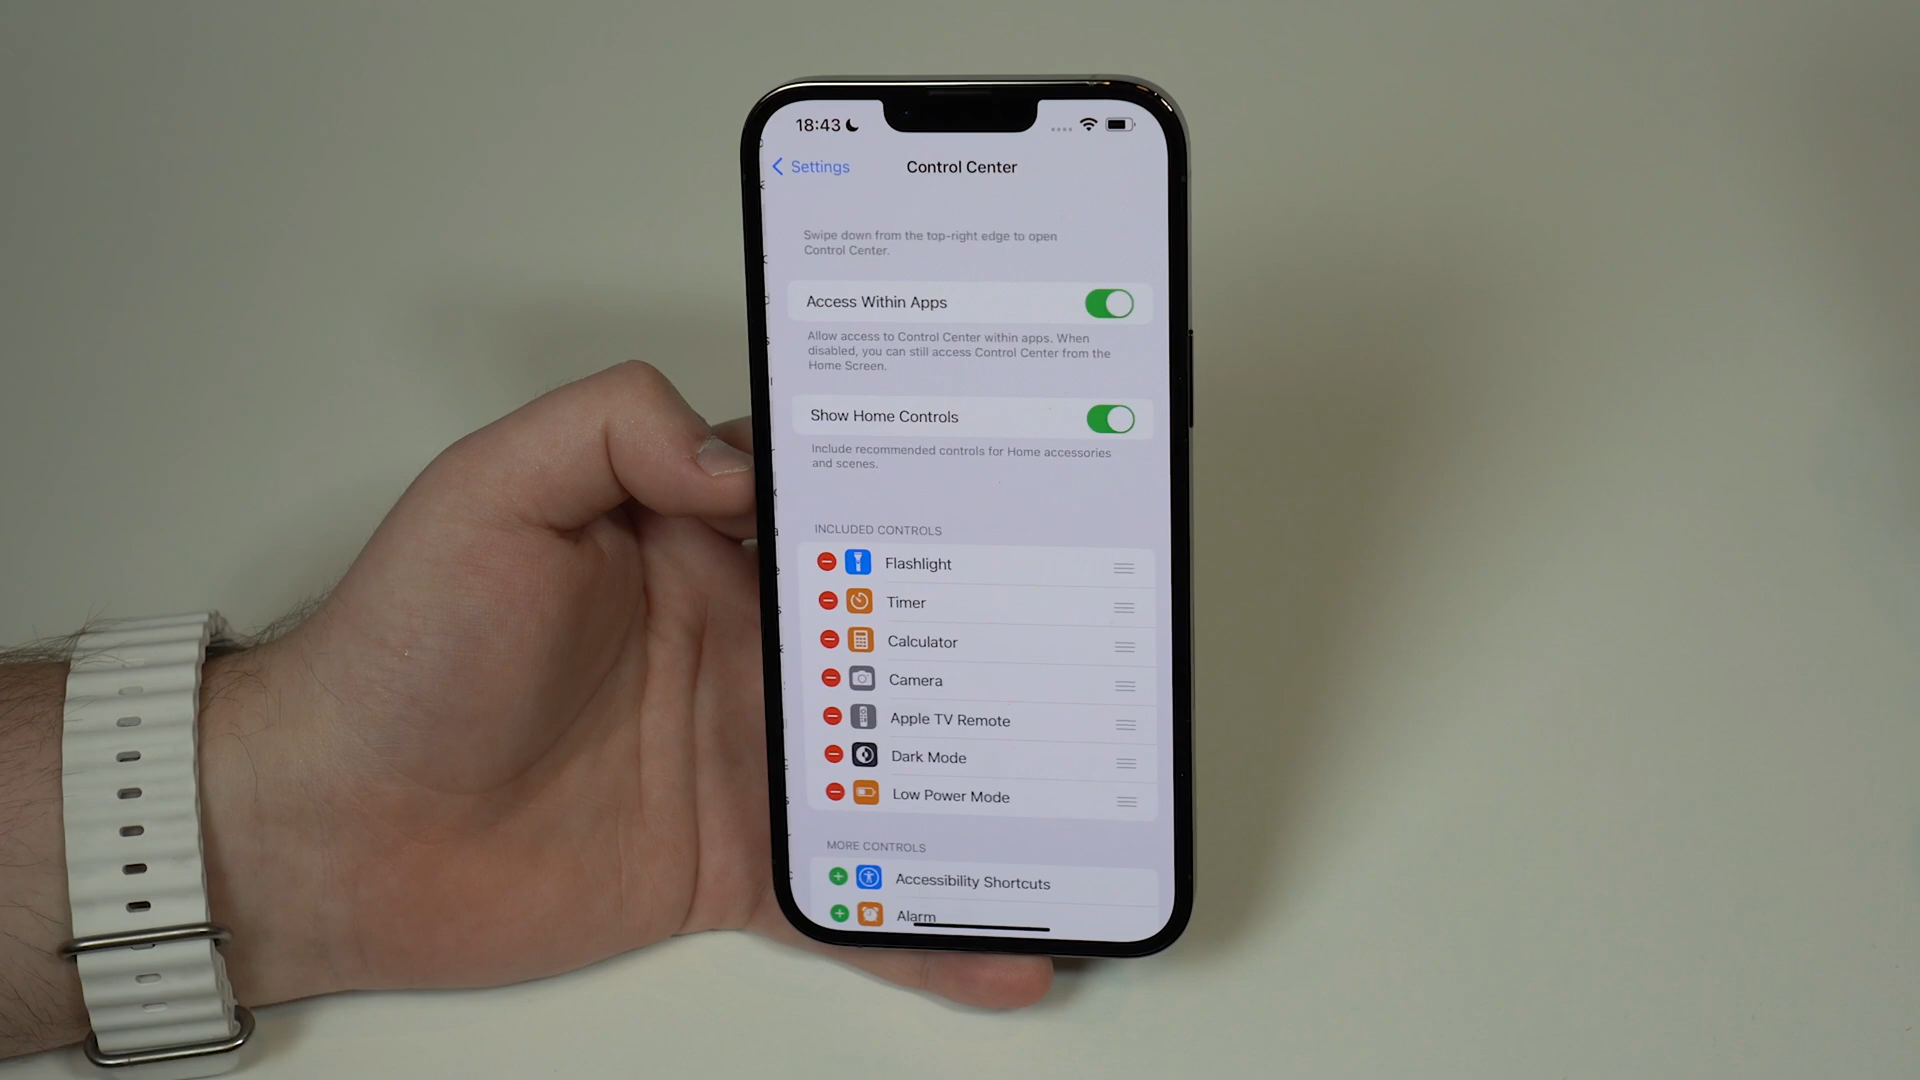 18:43
Settings
Control Center
Swipe down from the top-right edge to open
Control Center.
Access Within Apps
Allow access to Control Center within apps. When
disabled, you can still access Control Center from the
Home Screen.
Show Home Controls
Include recommended controls for Home accessories
and scenes.
INCLUDED CONTROLS
Flashlight
Timer
Calculator
Camera
Apple TV Remote
Dark Mode
Low Power Mode
MORE CONTROLS
Accessibility Shortcuts
Alarm